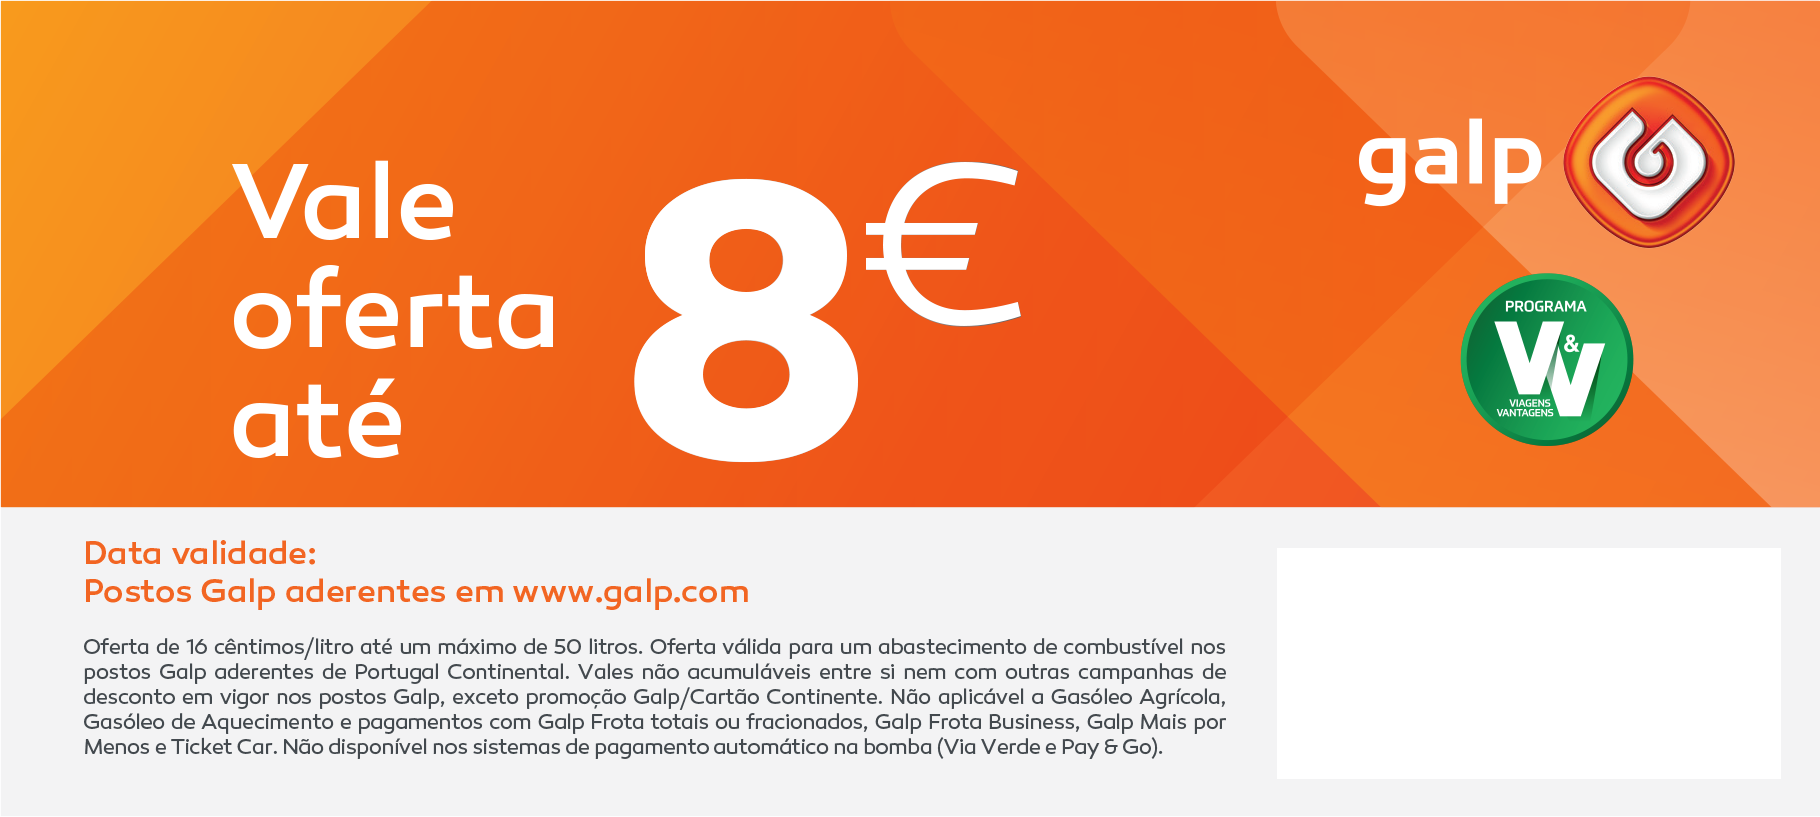 Vale
oferta
até
8€
galp
PROGRAMA
V&V
VIAGENS
VANTAGENS
Data validade:
Postos Galp aderentes em www.galp.com
Oferta de 16 cêntimos/litro até um máximo de 50 litros. Oferta válida para um abastecimento de combustível nos
postos Galp aderentes de Portugal Continental. Vales não acumuláveis entre si nem com outras campanhas de
desconto em vigor nos postos Galp, exceto promoção Galp/Cartão Continente. Não aplicável a Gasóleo Agrícola,
Gasóleo de Aquecimento e pagamentos com Galp Frota totais ou fracionados, Galp Frota Business, Galp Mais por
Menos e Ticket Car. Não disponível nos sistemas de pagamento automático na bomba (Via Verde e Pay & Go).